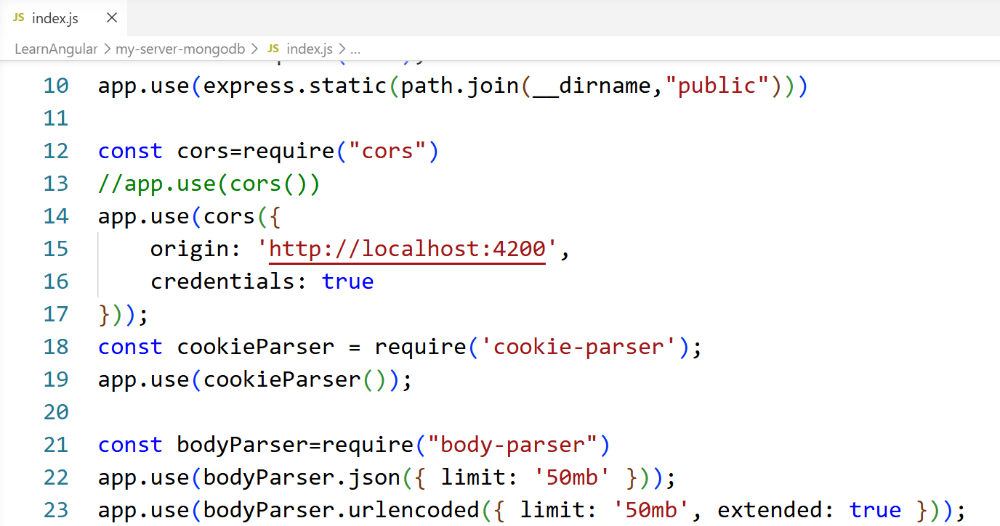 JS index.js
LearnAngular > my-server-mongodb > JS index.js > ...
10 app.use(express.static(path.join(__dirname,"public")))
11
12 const cors=require("cors")
13 //app.use(cors())
14 app.use(cors({
15     origin: 'http://localhost:4200',
16     credentials: true
17 }));
18 const cookieParser = require('cookie-parser');
19 app.use(cookieParser());
20
21 const bodyParser=require("body-parser")
22 app.use(bodyParser.json({ limit: '50mb' }));
23 app.use(bodyParser.urlencoded({ limit: '50mb', extended: true }));